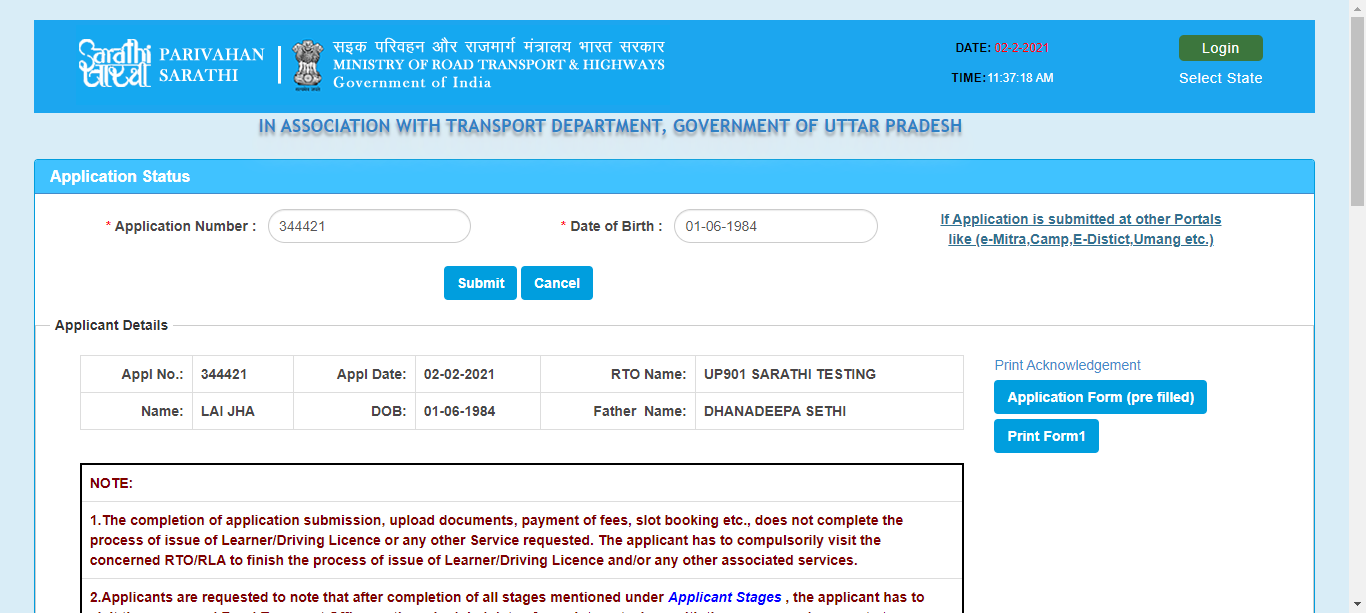 Sarathi
सारथी
PARIVAHAN
SARATHI
सड़क परिवहन और राजमार्ग मंत्रालय भारत सरकार
MINISTRY OF ROAD TRANSPORT & HIGHWAYS
Government of India
DATE: 02-2-2021
TIME:11:37:18 AM
Login
Select State
IN ASSOCIATION WITH TRANSPORT DEPARTMENT, GOVERNMENT OF UTTAR PRADESH
Application Status
* Application Number : 344421 * Date of Birth : 01-06-1984
If Application is submitted at other Portals
like (e-Mitra,Camp,E-Distict,Umang etc.)
Submit Cancel
Applicant Details
Appl No.: 344421 Appl Date: 02-02-2021 RTO Name: UP901 SARATHI TESTING
Name: LAI JHA DOB: 01-06-1984 Father Name: DHANADEEPA SETHI
Print Acknowledgement
Application Form (pre filled)
Print Form1
NOTE:
1.The completion of application submission, upload documents, payment of fees, slot booking etc., does not complete the
process of issue of Learner/Driving Licence or any other Service requested. The applicant has to compulsorily visit the
concerned RTO/RLA to finish the process of issue of Learner/Driving Licence and/or any other associated services.
2.Applicants are requested to note that after completion of all stages mentioned under Applicant Stages , the applicant has to